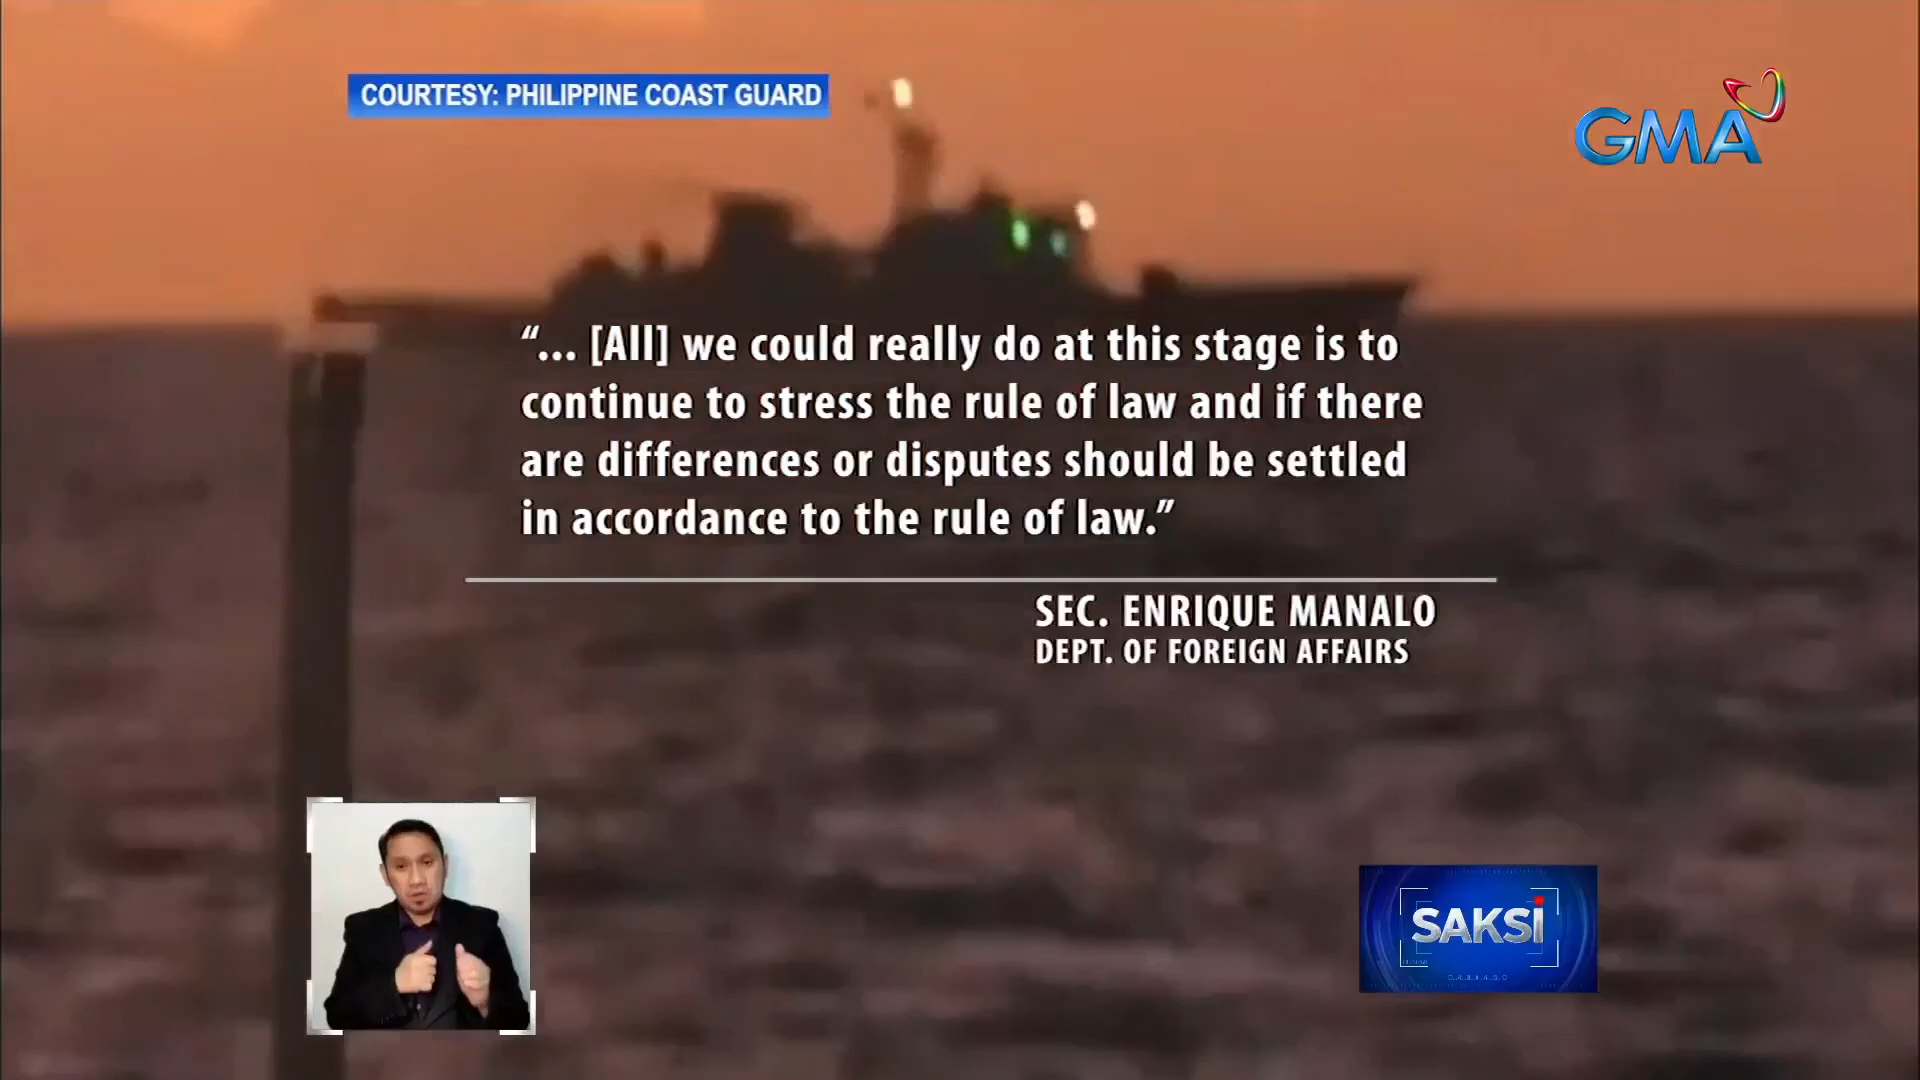 COURTESY: PHILIPPINE COAST GUARD
GMA
“... [All] we could really do at this stage is to
continue to stress the rule of law and if there
are differences or disputes should be settled
in accordance to the rule of law.”
SEC. ENRIQUE MANALO
DEPT. OF FOREIGN AFFAIRS
SAKSI